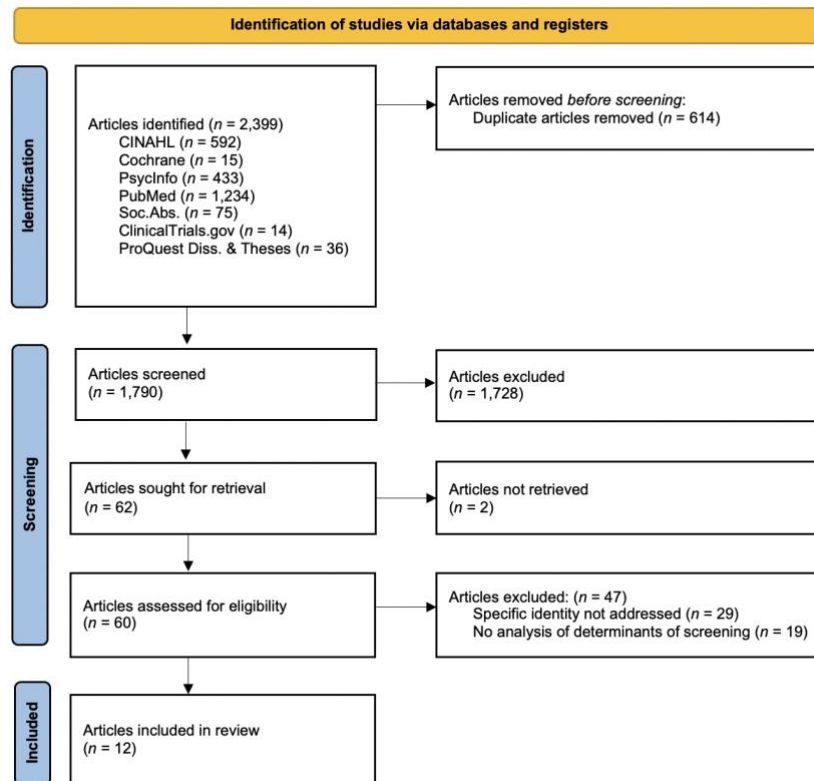 Identification of studies via databases and registers
Identification
Articles identified (n = 2,399)
CINAHL (n = 592)
Cochrane (n = 15)
PsycInfo (n = 433)
PubMed (n = 1,234)
Soc.Abs. (n = 75)
ClinicalTrials.gov (n = 14)
ProQuest Diss. & Theses (n = 36)
Articles removed before screening:
Duplicate articles removed (n = 614)
Screening
Articles screened
(n = 1,790)
Articles excluded
(n = 1,728)
Articles sought for retrieval
(n = 62)
Articles not retrieved
(n = 2)
Articles assessed for eligibility
(n = 60)
Articles excluded: (n = 47)
Specific identity not addressed (n = 29)
No analysis of determinants of screening (n = 19)
Included
Articles included in review
(n = 12)